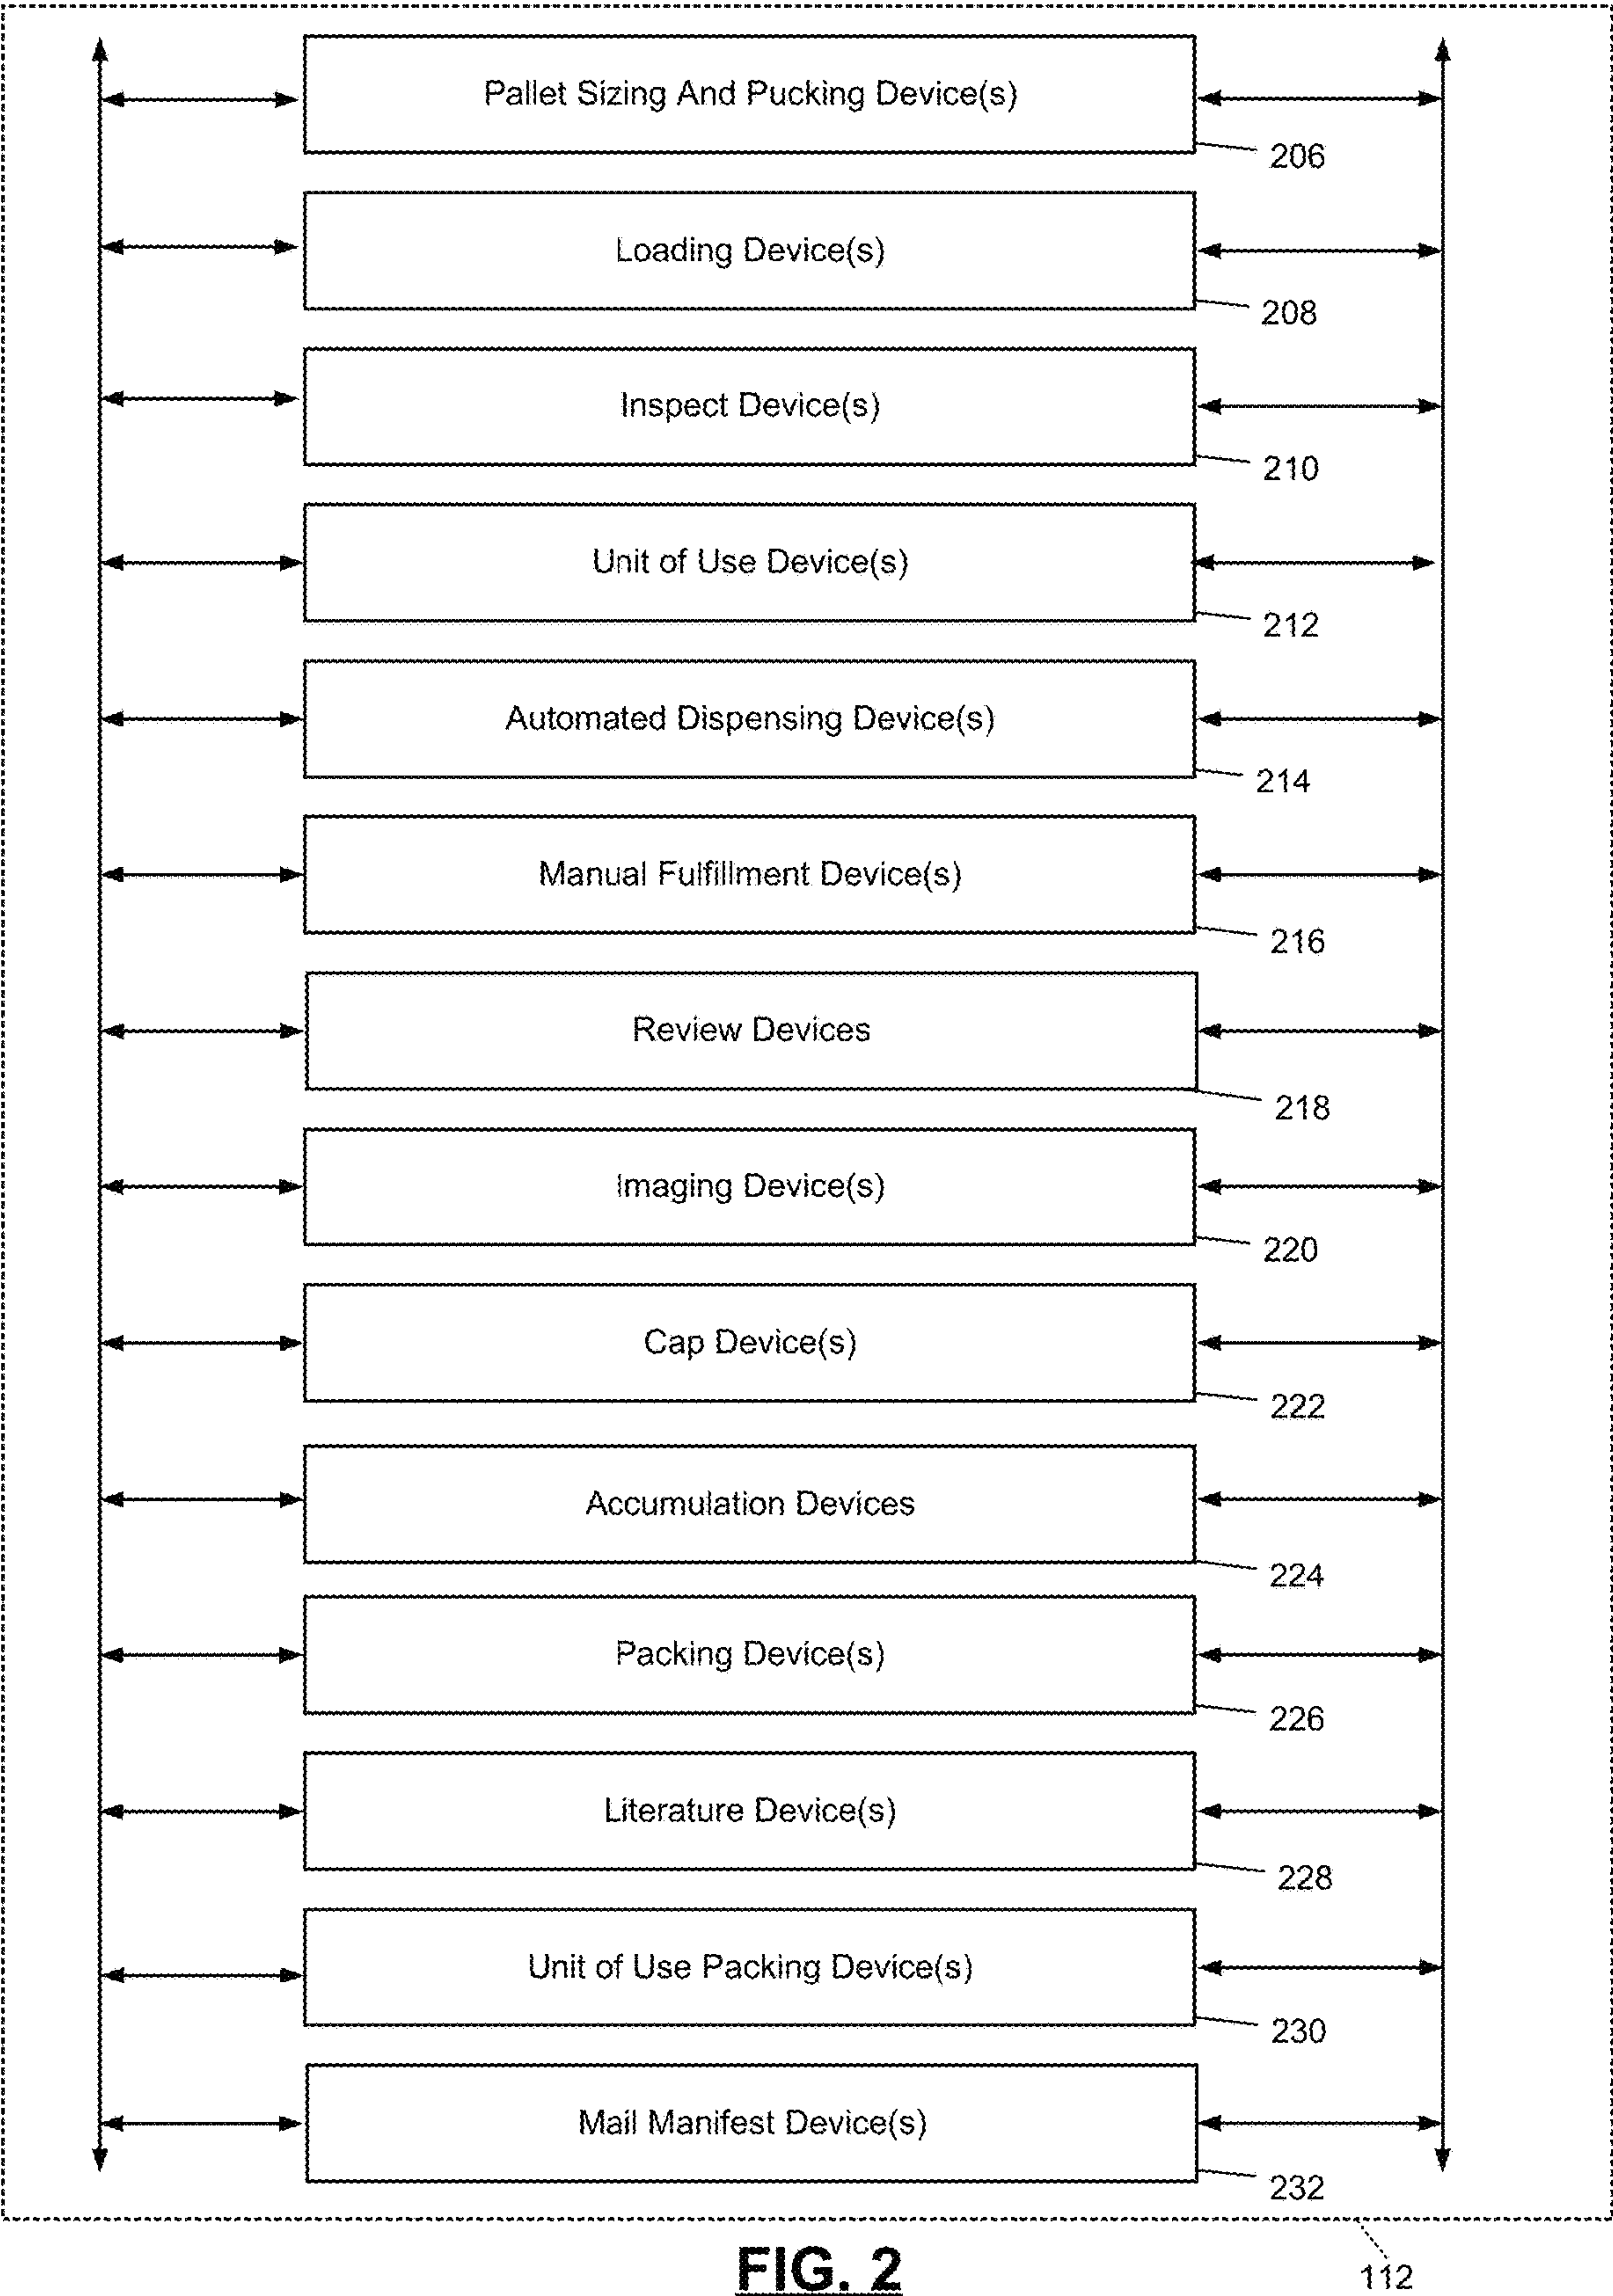 Pallet Sizing And Pucking Device(s)
206
Loading Device(s)
208
Inspect Device(s)
210
Unit of Use Device(s)
212
Automated Dispensing Device(s)
214
Manual Fulfillment Device(s)
216
Review Devices
218
Imaging Device(s)
220
Cap Device(s)
222
Accumulation Devices
224
Packing Device(s)
226
Literature Device(s)
228
Unit of Use Packing Device(s)
230
Mail Manifest Device(s)
232
FIG. 2
112